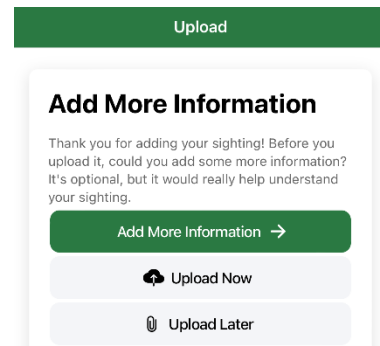 Upload
Add More Information
Thank you for adding your sighting! Before you
upload it, could you add some more information?
It's optional, but it would really help understand
your sighting.
Add More Information
Upload Now
Upload Later